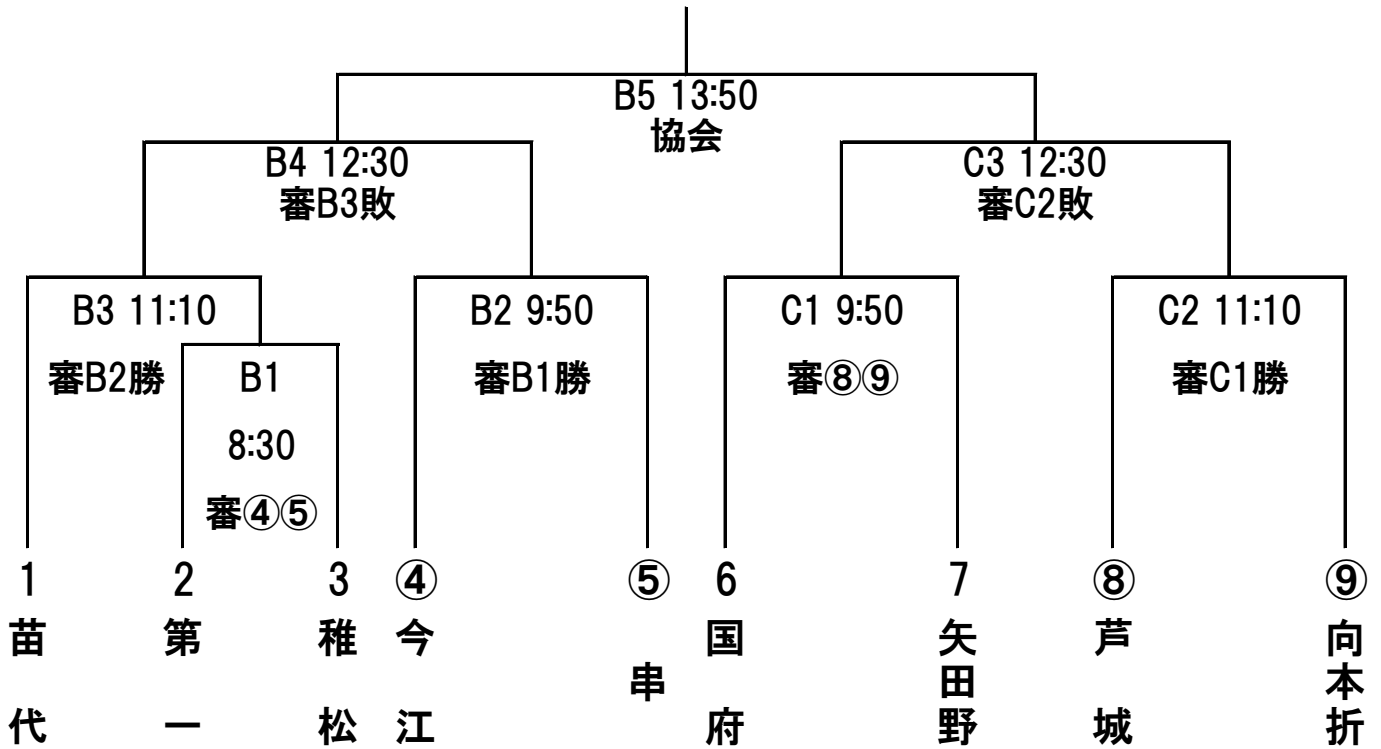 B5 13:50
協会
B4 12:30
審B3敗
C3 12:30
審C2敗
B3 11:10
審B2勝
B1
8:30
審④⑤
B2 9:50
審B1勝
C1 9:50
審⑧⑨
C2 11:10
審C1勝
1 2 3 ④ ⑤ 6 7 ⑧ ⑨
苗代
第一
稚松
今江
串
国府
矢田野
芦城
向本折